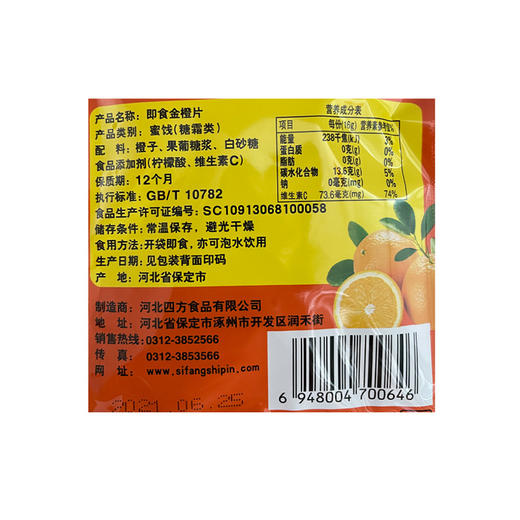 产品名称: 即食金橙片
产品类别: 蜜饯(糖霜类)
配 料: 橙子、果葡糖浆、白砂糖
食品添加剂(柠檬酸、维生素C)
保质期: 12个月
执行标准: GB/T 10782
食品生产许可证编号: SC10913068100058
储存条件: 常温保存, 避光干燥
食用方法: 开袋即食, 亦可泡水饮用
生产日期: 见包装背面印码
产 地: 河北省保定市
营养成分表
项目 每份(16g) 营养素参考值%
能量 238千焦(kJ) 3%
蛋白质 0克(g) 0%
脂肪 0克(g) 0%
碳水化合物 13.6克(g) 5%
钠 0毫克(mg) 0%
维生素C 73.6毫克(mg) 74%
制造商: 河北四方食品有限公司
地 址: 河北省保定市涿州市开发区润禾街
销售热线: 0312-3852566
传 真: 0312-3853566
网 址: www.sifangshipin.com
2021.06.25
6 948004 700646